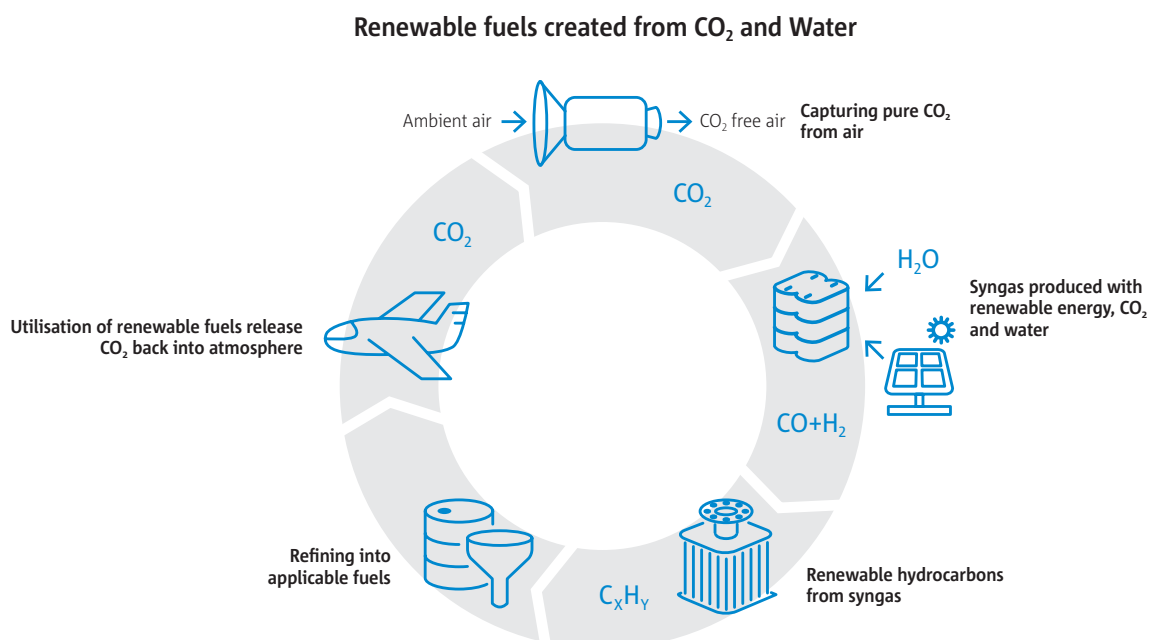 Renewable fuels created from CO₂ and Water
Ambient air
CO₂ free air
Capturing pure CO₂
from air
CO₂
CO₂
H₂O
Syngas produced with
renewable energy, CO₂
and water
Utilisation of renewable fuels release
CO₂ back into atmosphere
CO+H₂
Refining into
applicable fuels
CₓHᵧ
Renewable hydrocarbons
from syngas